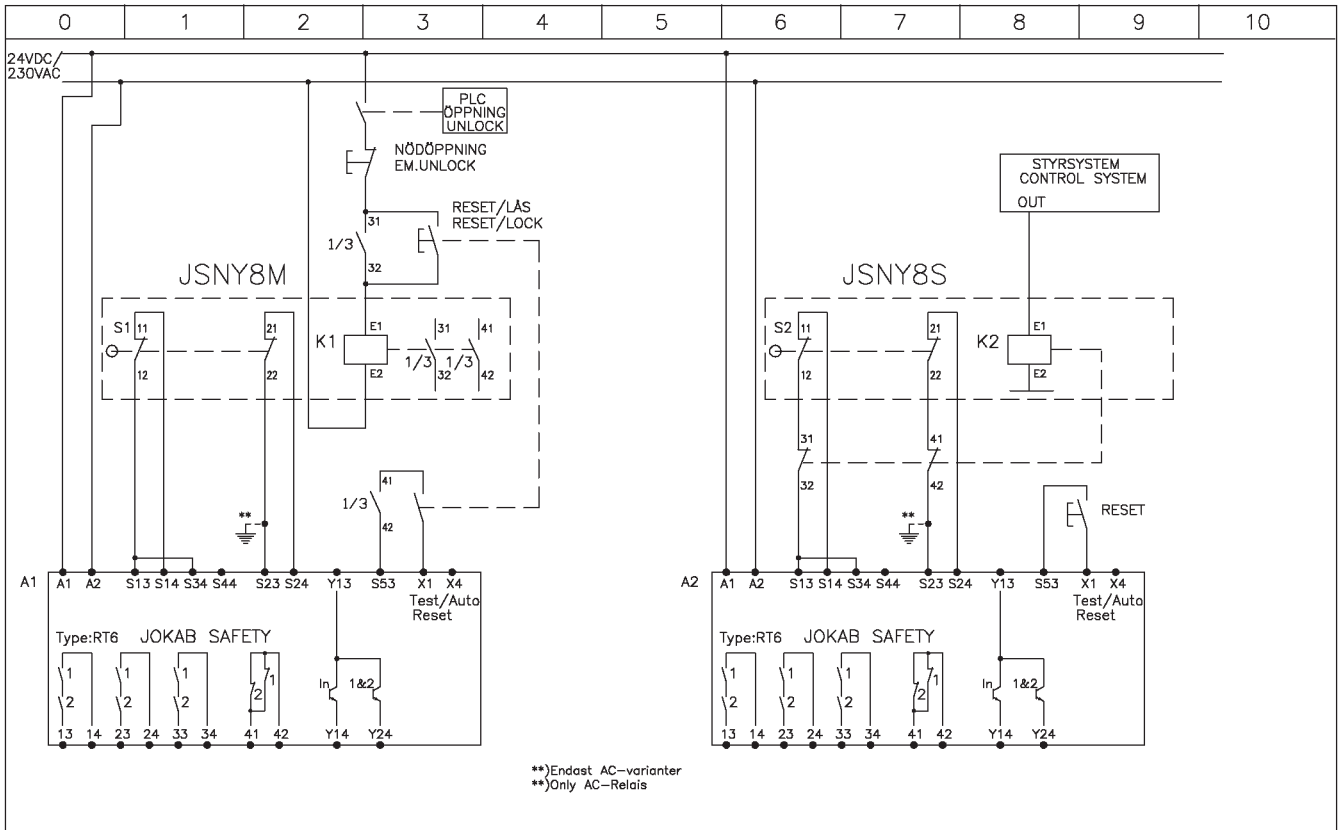 0 1 2 3 4 5 6 7 8 9 10
24VDC/
230VAC
PLC
ÖPPNING
UNLOCK
NÖDÖPPNING
EM.UNLOCK
STYRSYSTEM
CONTROL SYSTEM
OUT
31
RESET/LÅS
RESET/LOCK
1/3
32
JSNY8M
JSNY8S
S1 11 21 K1 E1 31 41
1/3 1/3
12 22 E2 32 42
S2 11 21 K2 E1
12 22 E2
31 41
32 42
41
1/3
42
**
**
RESET
A1
A1 A2 S13 S14 S34 S44 S23 S24 Y13 S53 X1 X4
Test/Auto
Reset
Type:RT6 JOKAB SAFETY
1 1 1 1
In 1&2
2 2 2 2
13 14 23 24 33 34 41 42 Y14 Y24
A2
A1 A2 S13 S14 S34 S44 S23 S24 Y13 S53 X1 X4
Test/Auto
Reset
Type:RT6 JOKAB SAFETY
1 1 1 1
In 1&2
2 2 2 2
13 14 23 24 33 34 41 42 Y14 Y24
**)Endast AC-varianter
**)Only AC-Relais